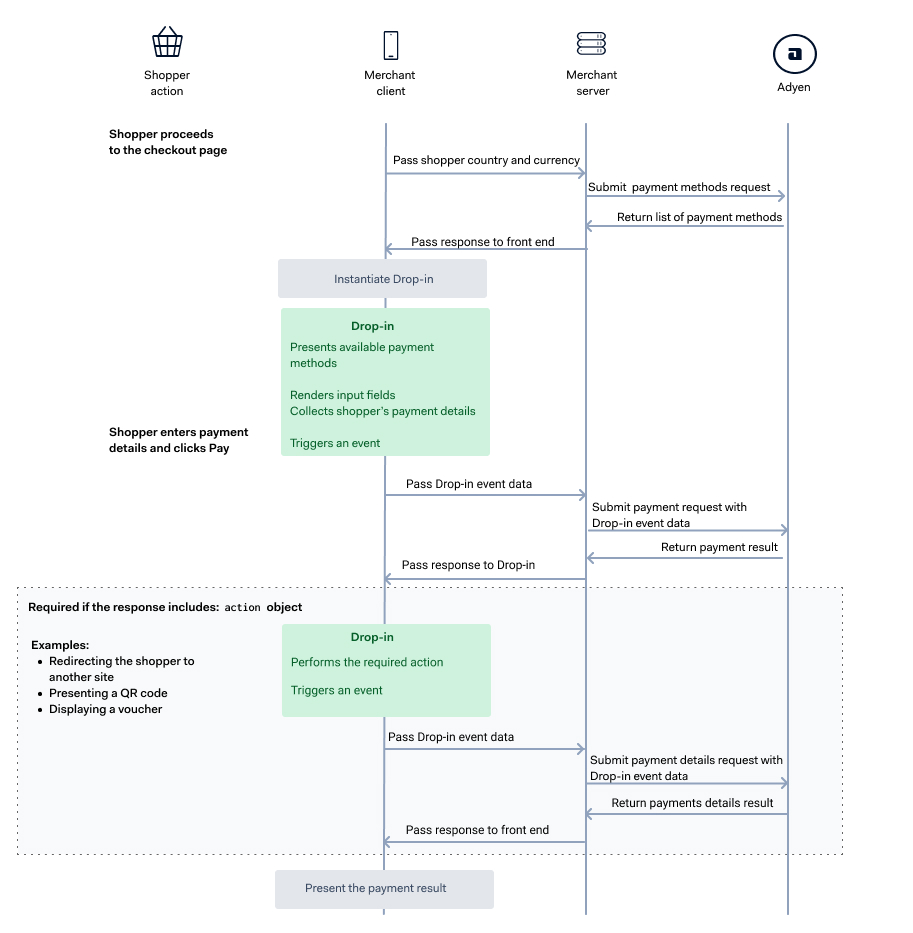 Shopper
action
Merchant
client
Merchant
server
a
Adyen
Shopper proceeds
to the checkout page
Pass shopper country and currency
Submit payment methods request
Return list of payment methods
Pass response to front end
Instantiate Drop-in
Drop-in
Presents available payment
methods
Renders input fields
Collects shopper's payment details
Shopper enters payment
details and clicks Pay
Triggers an event
Pass Drop-in event data
Submit payment request with
Drop-in event data
Return payment result
Pass response to Drop-in
Required if the response includes: action object
Examples:
• Redirecting the shopper to
another site
• Presenting a QR code
• Displaying a voucher
Drop-in
Performs the required action
Triggers an event
Pass Drop-in event data
Submit payment details request with
Drop-in event data
Return payments details result
Pass response to front end
Present the payment result